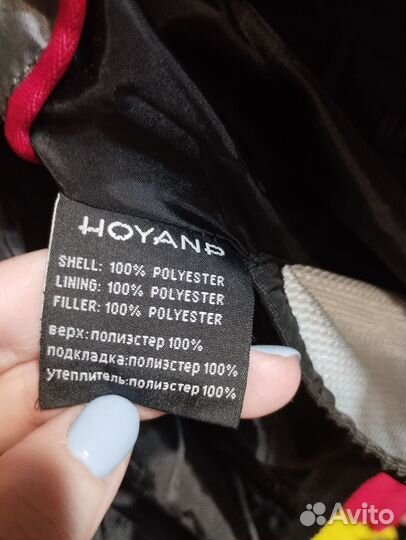 HOYANP
SHELL: 100% POLYESTER
LINING: 100% POLYESTER
FILLER: 100% POLYESTER
верх:полиэстер 100%
подкладка:полиэстер 100%
утеплитель:полиэстер 100%
Avito